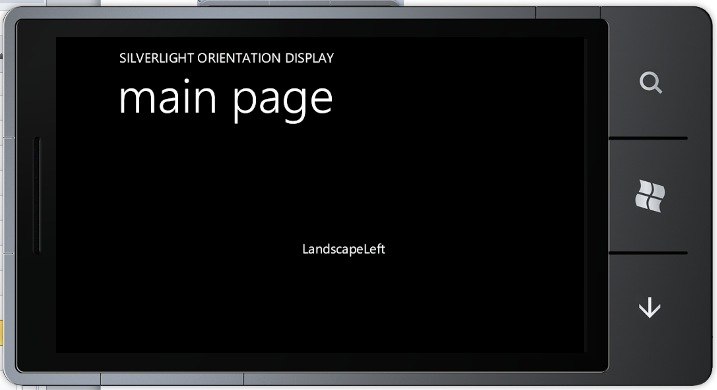 SILVERLIGHT ORIENTATION DISPLAY
main page
LandscapeLeft